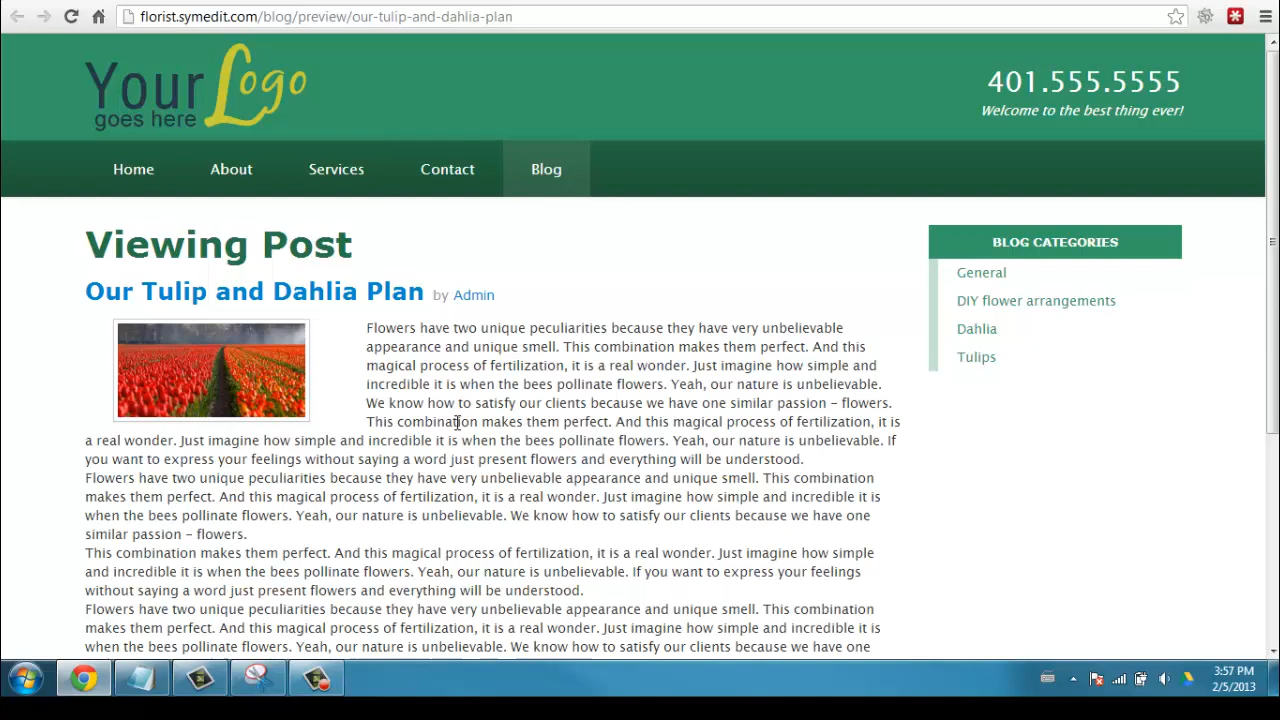 florist.symedit.com/blog/preview/our-tulip-and-dahlia-plan
Your Logo
goes here
401.555.5555
Welcome to the best thing ever!
Home About Services Contact Blog
Viewing Post
Our Tulip and Dahlia Plan by Admin
Flowers have two unique peculiarities because they have very unbelievable
appearance and unique smell. This combination makes them perfect. And this
magical process of fertilization, it is a real wonder. Just imagine how simple and
incredible it is when the bees pollinate flowers. Yeah, our nature is unbelievable.
We know how to satisfy our clients because we have one similar passion – flowers.
This combination makes them perfect. And this magical process of fertilization, it is
a real wonder. Just imagine how simple and incredible it is when the bees pollinate flowers. Yeah, our nature is unbelievable. If
you want to express your feelings without saying a word just present flowers and everything will be understood.
Flowers have two unique peculiarities because they have very unbelievable appearance and unique smell. This combination
makes them perfect. And this magical process of fertilization, it is a real wonder. Just imagine how simple and incredible it is
when the bees pollinate flowers. Yeah, our nature is unbelievable. We know how to satisfy our clients because we have one
similar passion – flowers.
This combination makes them perfect. And this magical process of fertilization, it is a real wonder. Just imagine how simple
and incredible it is when the bees pollinate flowers. Yeah, our nature is unbelievable. If you want to express your feelings
without saying a word just present flowers and everything will be understood.
Flowers have two unique peculiarities because they have very unbelievable appearance and unique smell. This combination
makes them perfect. And this magical process of fertilization, it is a real wonder. Just imagine how simple and incredible it is
when the bees pollinate flowers. Yeah, our nature is unbelievable. We know how to satisfy our clients because we have one
BLOG CATEGORIES
General
DIY flower arrangements
Dahlia
Tulips
3:57 PM
2/5/2013